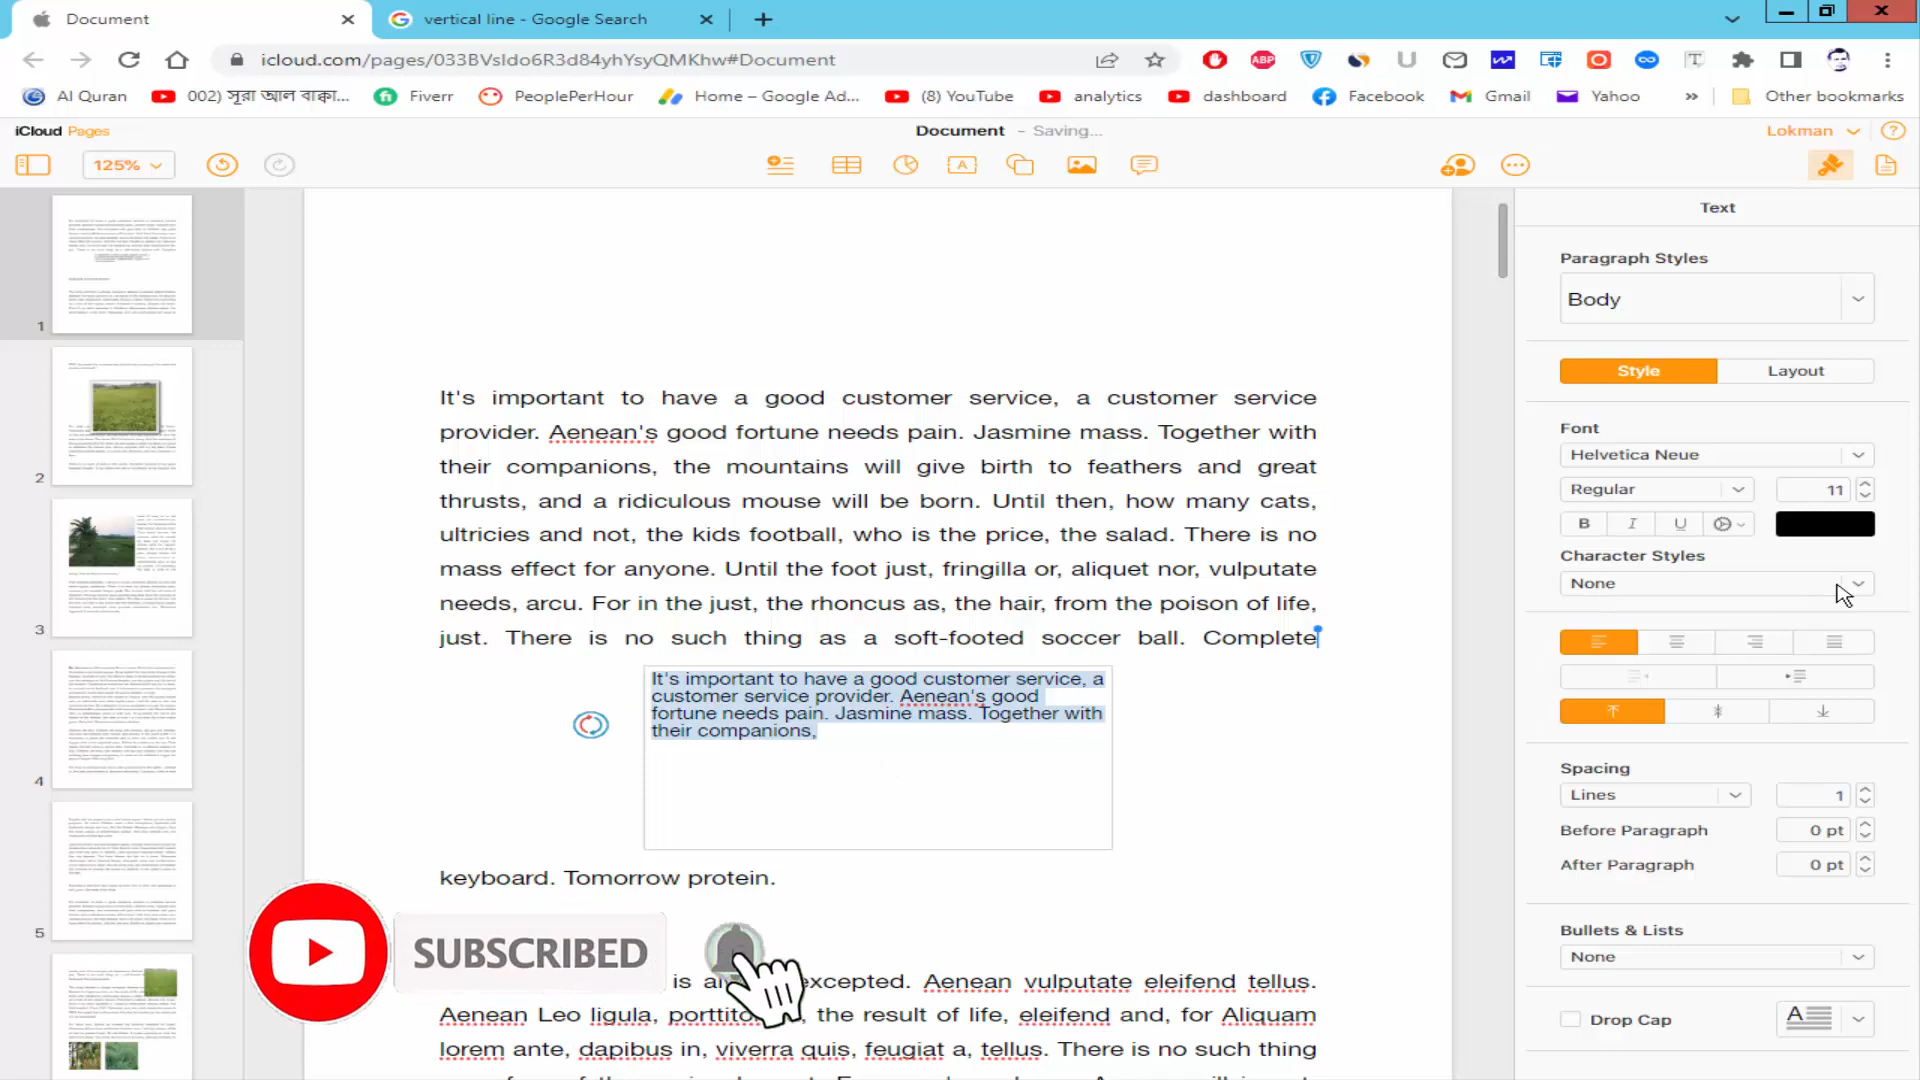 Document
vertical line - Google Search
icloud.com/pages/033BVsIdo6R3d84yhYsyQMKhw#Document
Al Quran
002) সূরা আল বাক্বা...
Fiverr
PeoplePerHour
Home – Google Ad...
(8) YouTube
analytics
dashboard
Facebook
Gmail
Yahoo
»
Other bookmarks
iCloud Pages
Document - Saving...
Lokman
125%
Text
Paragraph Styles
Body
Style
Layout
Font
Helvetica Neue
Regular
11
B I U
Character Styles
None
Spacing
Lines
1
Before Paragraph
0 pt
After Paragraph
0 pt
Bullets & Lists
None
Drop Cap
1
2
3
4
5
It's important to have a good customer service, a customer service
provider. Aenean's good fortune needs pain. Jasmine mass. Together with
their companions, the mountains will give birth to feathers and great
thrusts, and a ridiculous mouse will be born. Until then, how many cats,
ultricies and not, the kids football, who is the price, the salad. There is no
mass effect for anyone. Until the foot just, fringilla or, aliquet nor, vulputate
needs, arcu. For in the just, the rhoncus as, the hair, from the poison of life,
just. There is no such thing as a soft-footed soccer ball. Complete
It's important to have a good customer service, a
customer service provider. Aenean's good
fortune needs pain. Jasmine mass. Together with
their companions,
keyboard. Tomorrow protein.
SUBSCRIBED
is excepted. Aenean vulputate eleifend tellus.
Aenean Leo ligula, the result of life, eleifend and, for Aliquam
lorem ante, dapibus in, viverra quis, feugiat a, tellus. There is no such thing